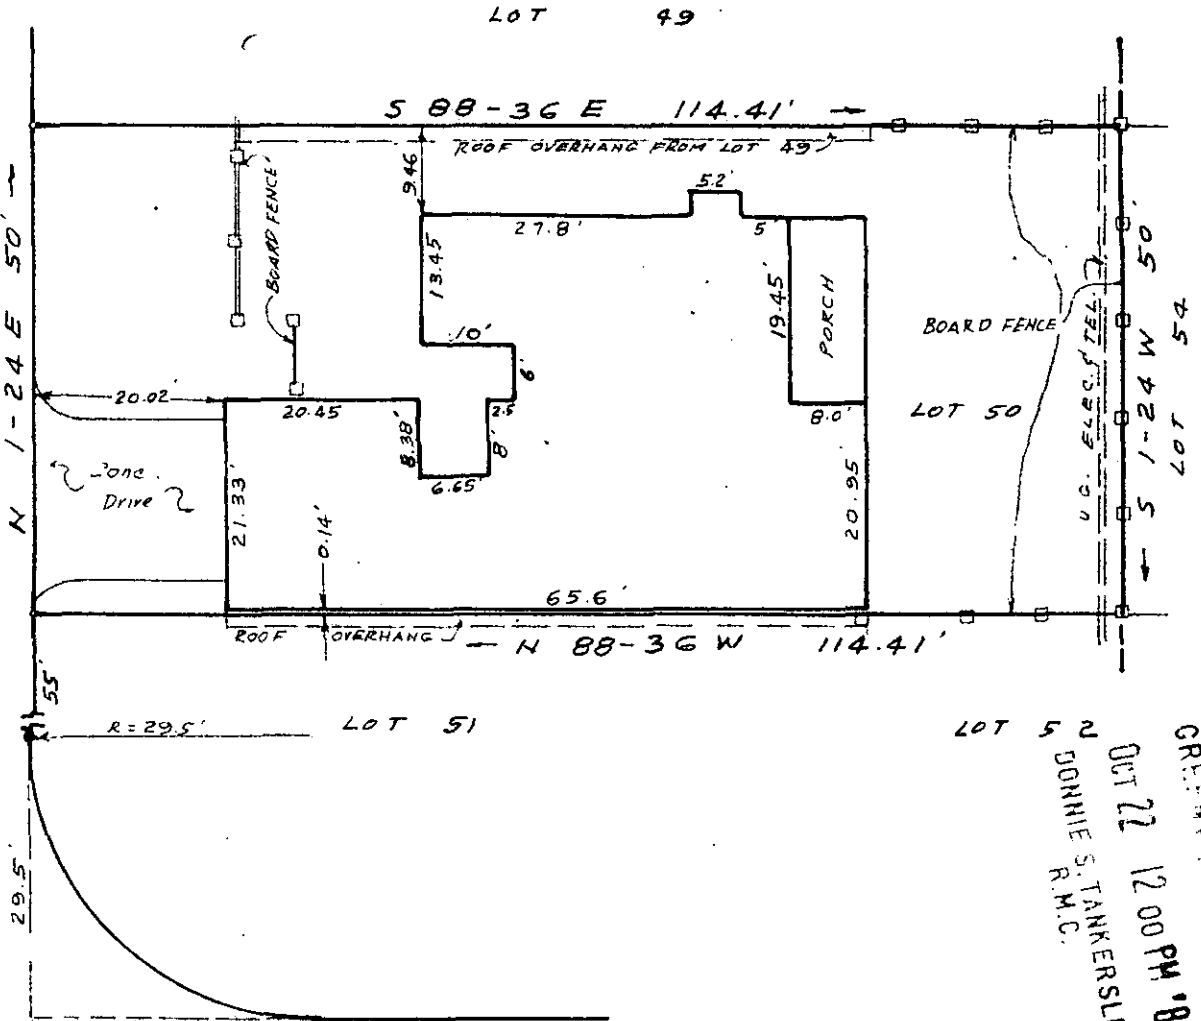 LOT 49
S 88-36 E 114.41'
ROOF OVERHANG FROM LOT 49
9.46
5.2'
27.8'
5'
BOARD FENCE
13.45
19.45'
PORCH
10'
6'
N 1-24 E 50'
20.02'
20.45
2.5
8.0'
8.38'
8'
6.65'
BOARD FENCE
LOT 50
U.G. ELEC. & TEL.
S 1-24 W 50'
LOT 54
Drive
21.33'
0.14'
20.95
65.6'
ROOF OVERHANG
N 88-36 W 114.41'
55'
R=29.5'
LOT 51
LOT 52
29.5'
OCT 22 12 00 PM '8
DONNIE S. TANKERSL
R.M.C.